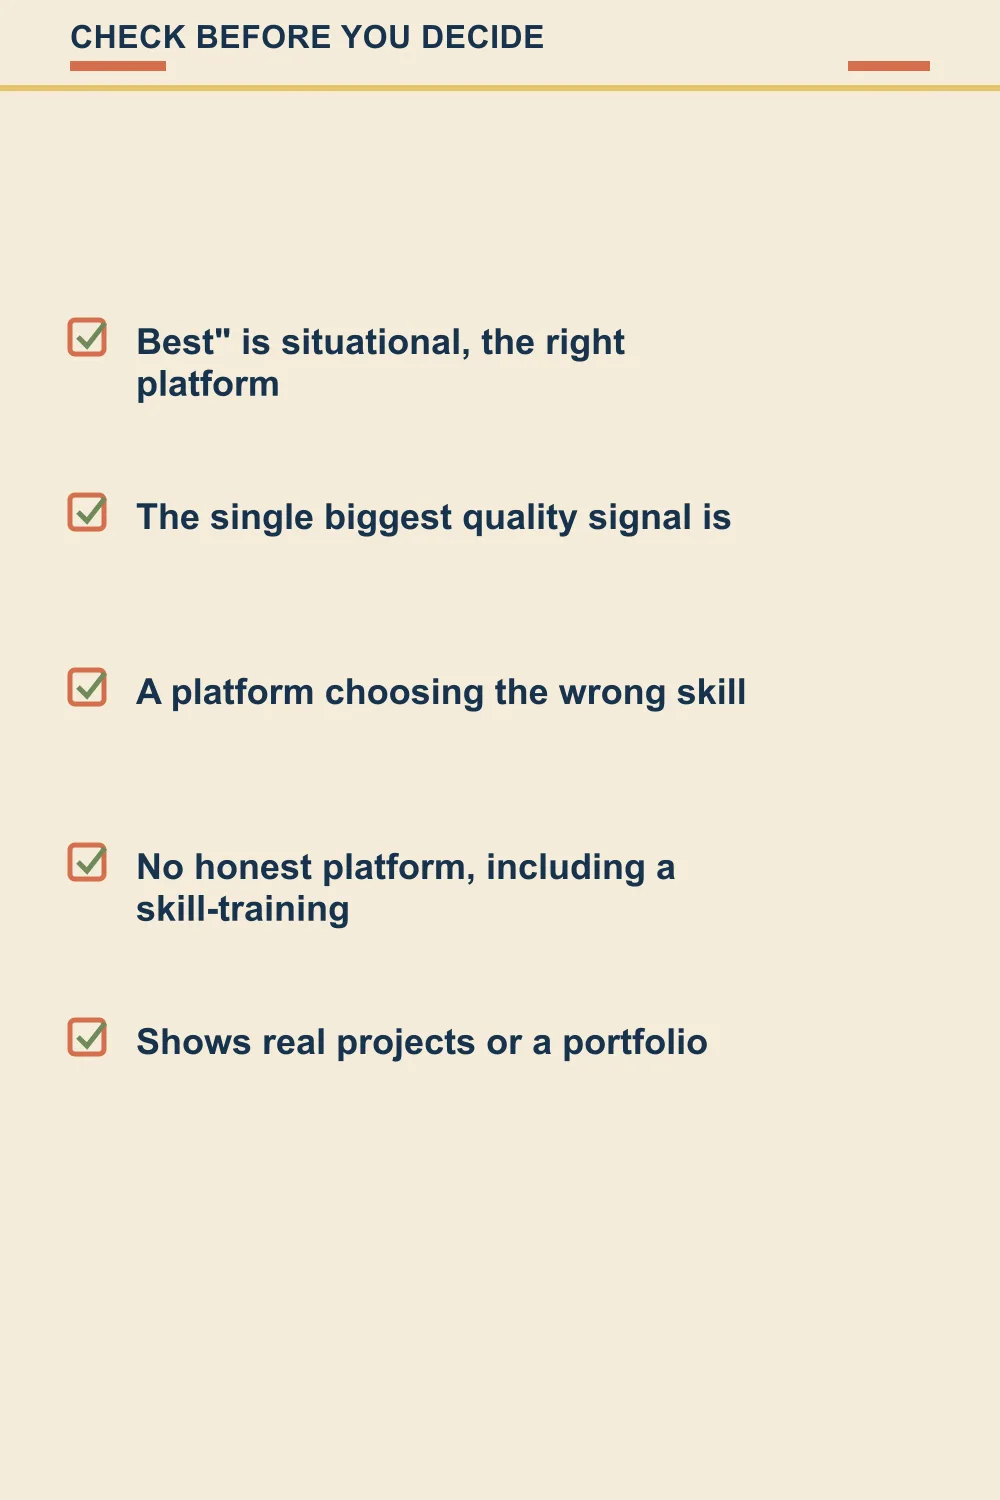 CHECK BEFORE YOU DECIDE
Best" is situational, the right
platform
The single biggest quality signal is
A platform choosing the wrong skill
No honest platform, including a
skill-training
Shows real projects or a portfolio